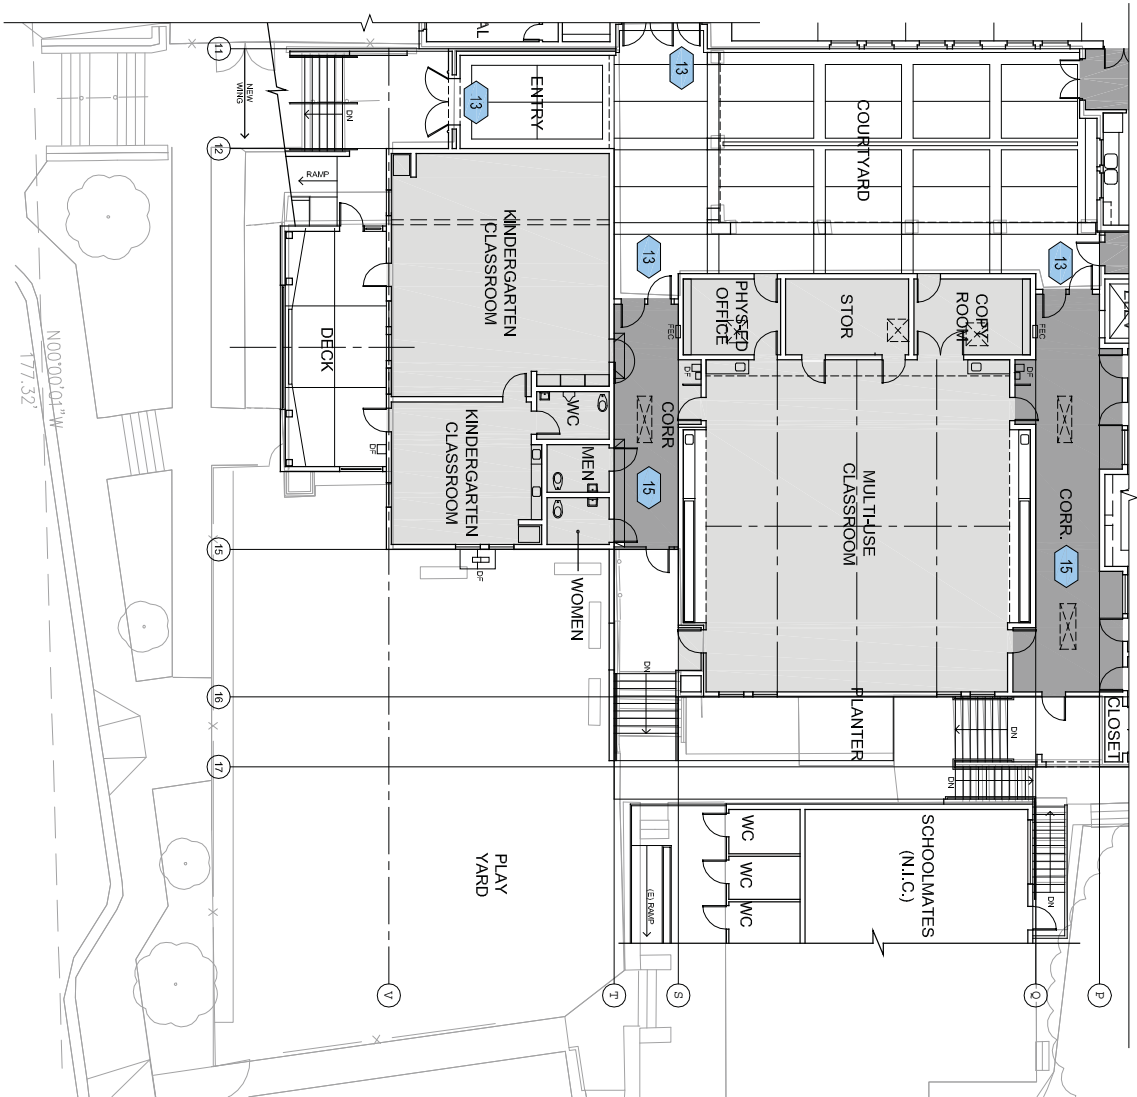 11
12
15
16
17
V
T
S
Q
P
AL
NEW
WING
DN
RAMP
ENTRY
13
13
13
13
COURTYARD
KINDERGARTEN
CLASSROOM
KINDERGARTEN
CLASSROOM
DECK
DF
PHYS-ED
OFFICE
STOR
COPY
ROOM
FEC
FEC
DF
DF
ELEV
WC
MEN
WOMEN
DF
CORR
15
MULTI-USE
CLASSROOM
CORR.
15
N00°00'01"W
177.32'
DN
PLANTER
DN
DN
CLOSET
PLAY
YARD
WC
WC
WC
(E) RAMP
SCHOOLMATES
(N.I.C.)
DN